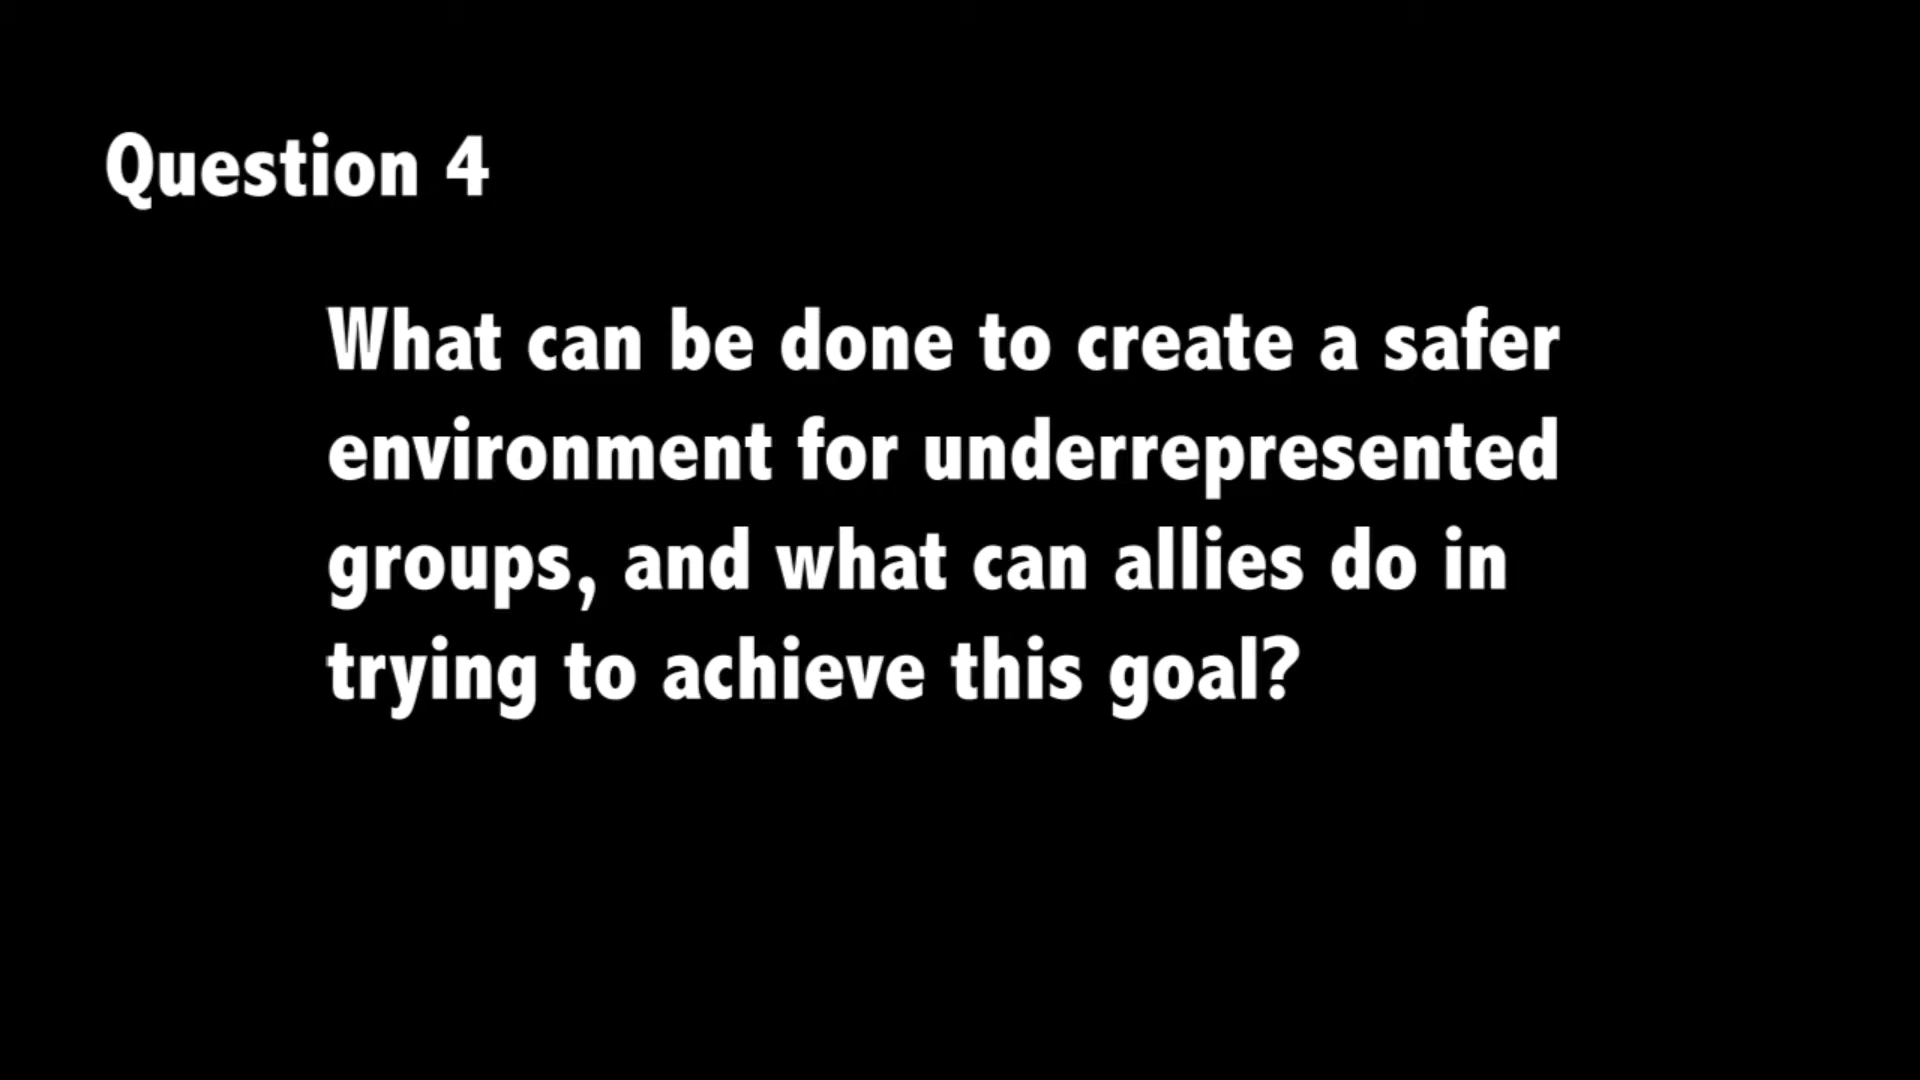 Question 4
What can be done to create a safer
environment for underrepresented
groups, and what can allies do in
trying to achieve this goal?